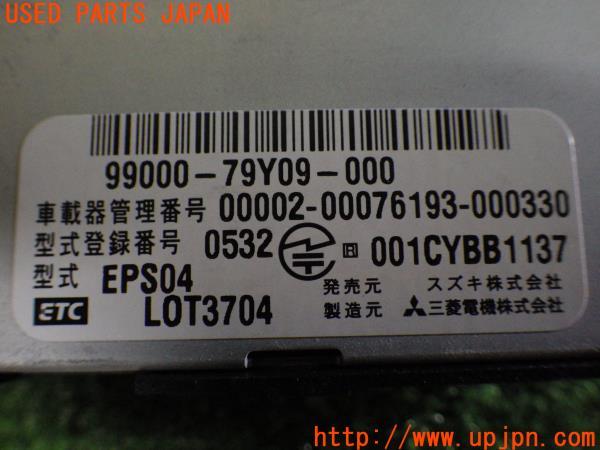 USED PARTS JAPAN
99000-79Y09-000
車載器管理番号 00002-00076193-000330
型式登録番号 0532 R 001CYBB1137
型式 EPS04 発売元 スズキ株式会社
ETC LOT3704 製造元 三菱電機株式会社
www.upjpn.com